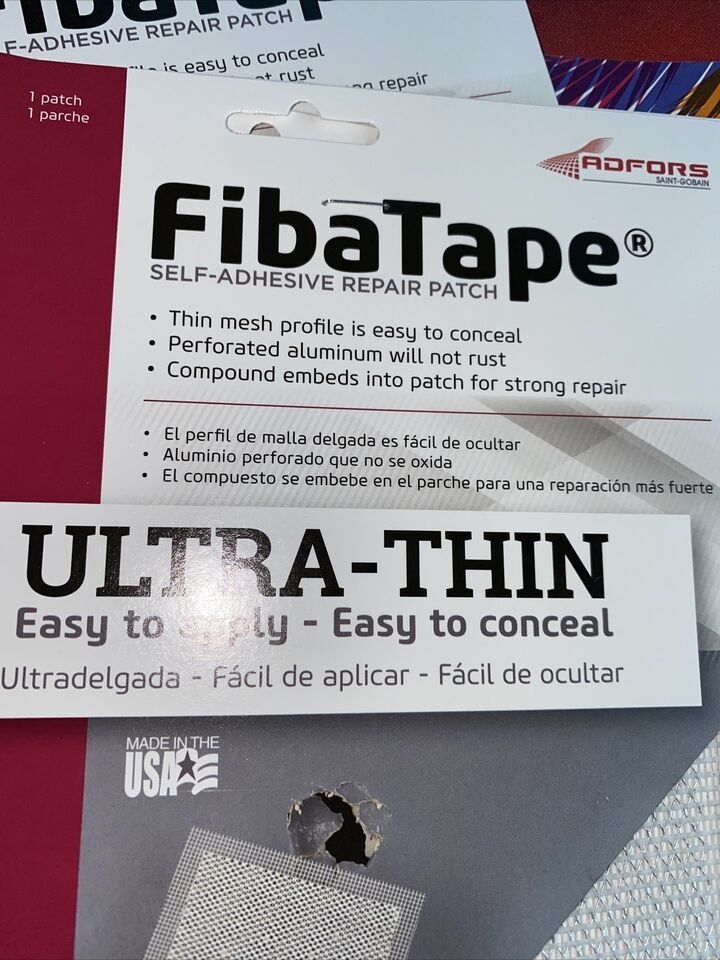 FibaTap
F-ADHESIVE REPAIR PATCH
is easy to conceal
ot rust
repair
1 patch
1 parche
ADFORS
SAINT-GOBAIN
FibaTape®
SELF-ADHESIVE REPAIR PATCH
• Thin mesh profile is easy to conceal
• Perforated aluminum will not rust
• Compound embeds into patch for strong repair
• El perfil de malla delgada es fácil de ocultar
• Aluminio perforado que no se oxida
• El compuesto se embebe en el parche para una reparación más fuerte
ULTRA-THIN
Easy to apply - Easy to conceal
Ultradelgada - Fácil de aplicar - Fácil de ocultar
MADE IN THE
USA